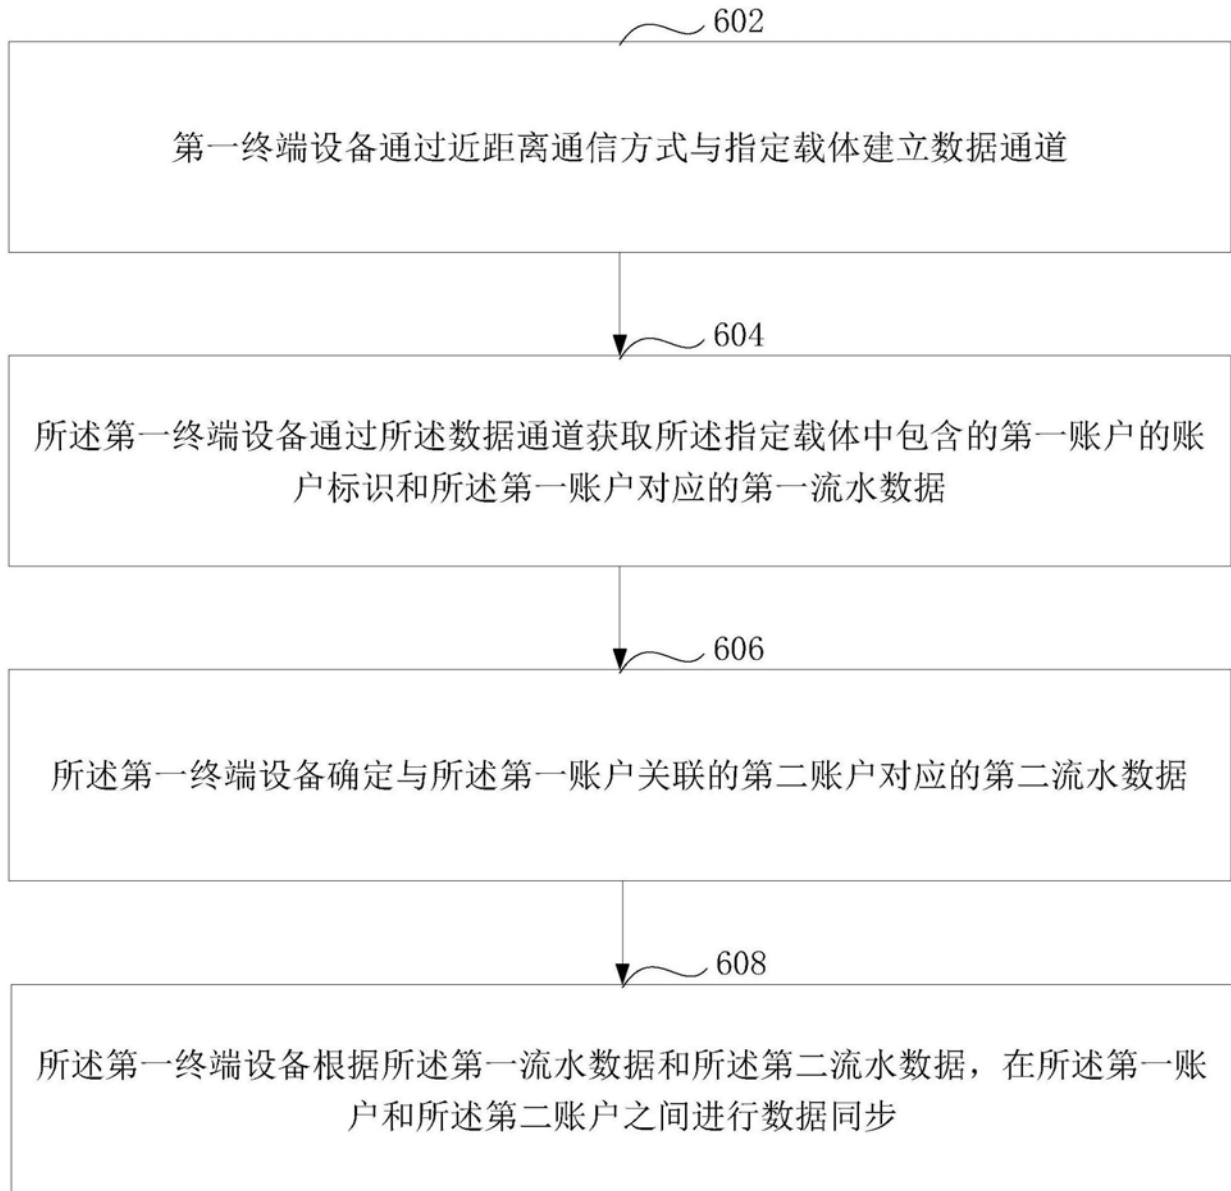 602
第一终端设备通过近距离通信方式与指定载体建立数据通道
604
所述第一终端设备通过所述数据通道获取所述指定载体中包含的第一账户的账
户标识和所述第一账户对应的第一流水数据
606
所述第一终端设备确定与所述第一账户关联的第二账户对应的第二流水数据
608
所述第一终端设备根据所述第一流水数据和所述第二流水数据，在所述第一账
户和所述第二账户之间进行数据同步